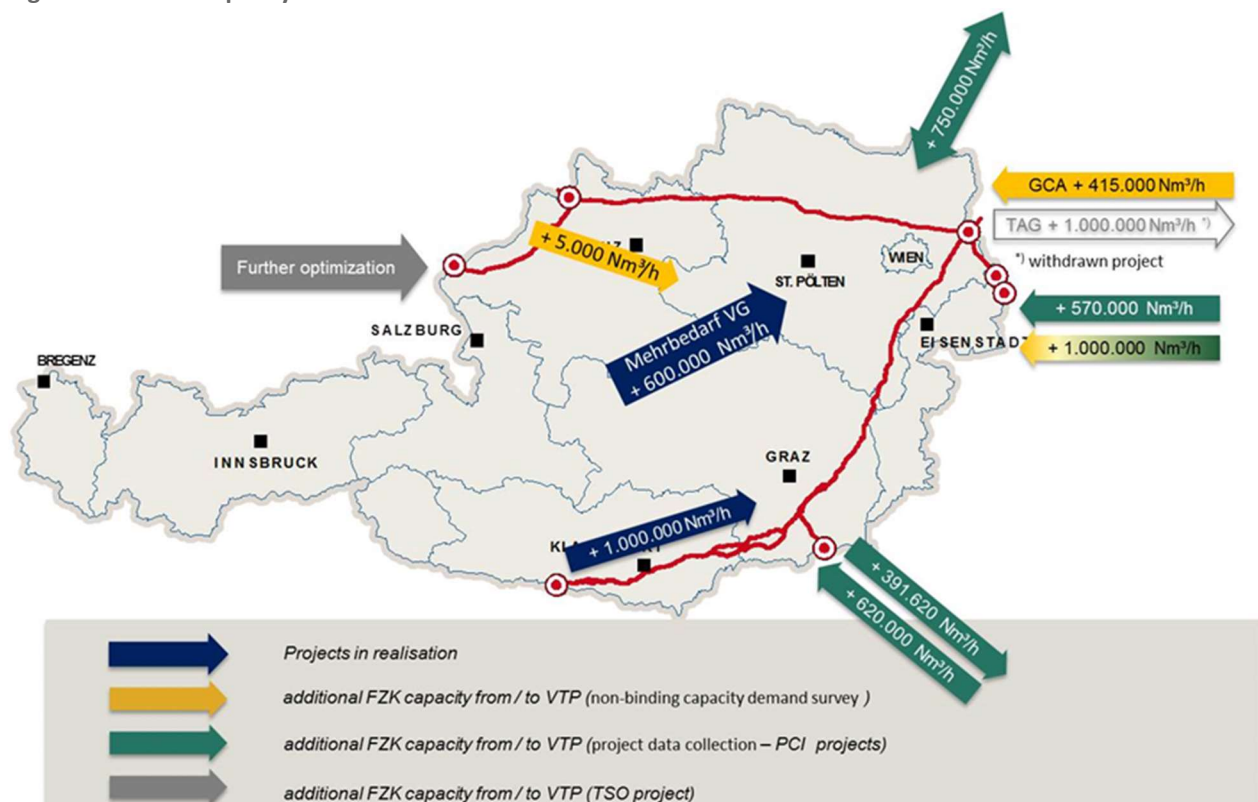 + 750.000 Nm³/h
GCA + 415.000 Nm³/h
TAG + 1.000.000 Nm³/h *)
*) withdrawn project
+ 5.000 Nm³/h
WIEN
ST. PÖLTEN
Further optimization
+ 570.000 Nm³/h
SALZBURG
Mehrbedarf VG
+ 600.000 Nm³/h
EISENSTADT
+ 1.000.000 Nm³/h
BREGENZ
INNSBRUCK
GRAZ
+ 1.000.000 Nm³/h
+ 391.620 Nm³/h
+ 620.000 Nm³/h
Projects in realisation
additional FZK capacity from / to VTP (non-binding capacity demand survey )
additional FZK capacity from / to VTP (project data collection – PCI projects)
additional FZK capacity from / to VTP (TSO project)